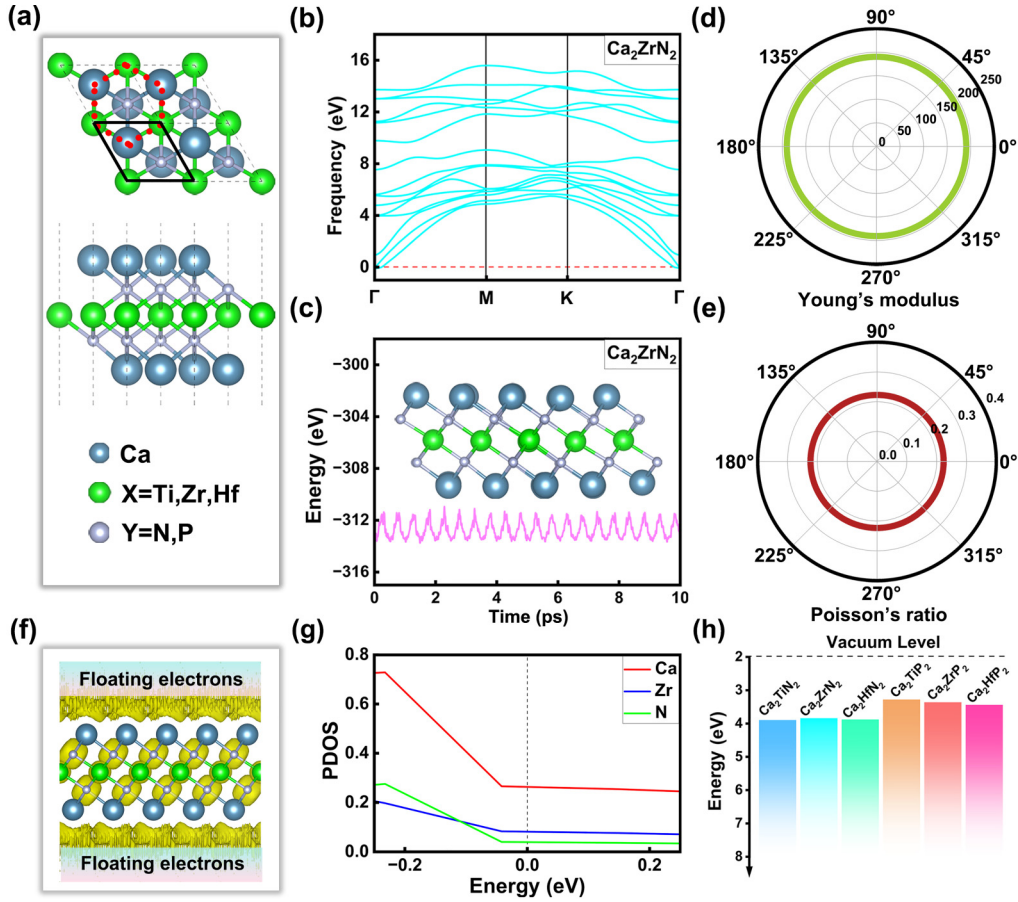 (a)
Ca
X=Ti,Zr,Hf
Y=N,P
(b)
Ca₂ZrN₂
Frequency (eV)
16
12
8
4
0
Γ
M
K
Γ
(c)
Ca₂ZrN₂
Energy (eV)
−300
−304
−308
−312
−316
0
2
4
6
8
10
Time (ps)
(d)
90°
135°
45°
180°
0°
225°
315°
270°
0
50
100
150
200
250
Young's modulus
(e)
90°
135°
45°
180°
0°
225°
315°
270°
0.0
0.1
0.2
0.3
0.4
Poisson's ratio
(f)
Floating electrons
Floating electrons
(g)
PDOS
0.8
0.6
0.4
0.2
0.0
Ca
Zr
N
−0.2
0.0
0.2
Energy (eV)
(h)
Vacuum Level
Energy (eV)
2
3
4
5
6
7
8
Ca₂TiN₂
Ca₂ZrN₂
Ca₂HfN₂
Ca₂TiP₂
Ca₂ZrP₂
Ca₂HfP₂